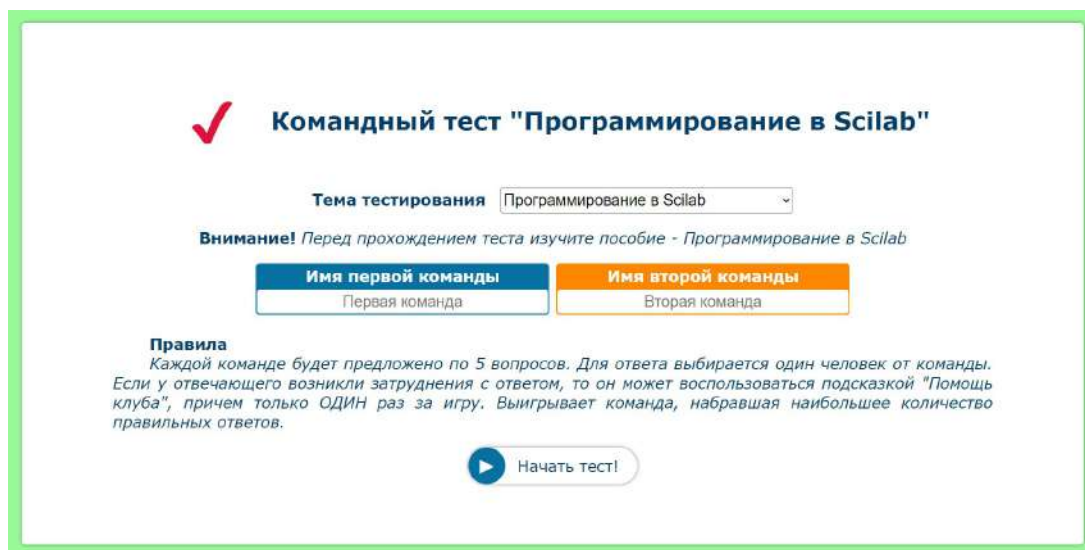 Командный тест "Программирование в Scilab"
Тема тестирования Программирование в Scilab
Внимание! Перед прохождением теста изучите пособие - Программирование в Scilab
Имя первой команды Имя второй команды
Первая команда Вторая команда
Правила
Каждой команде будет предложено по 5 вопросов. Для ответа выбирается один человек от команды.
Если у отвечающего возникли затруднения с ответом, то он может воспользоваться подсказкой "Помощь
клуба", причем только ОДИН раз за игру. Выигрывает команда, набравшая наибольшее количество
правильных ответов.
Начать тест!